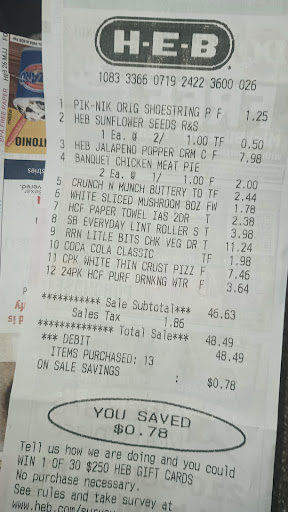 H-E-B
1083 3366 0719 2422 3600 026
1 PIK-NIK ORIG SHOESTRING P F 1.25
2 HEB SUNFLOWER SEEDS R&S
1 Ea. @ 2/ 1.00 TF 0.50
3 HEB JALAPENO POPPER CRM C F 7.98
4 BANQUET CHICKEN MEAT PIE
2 Ea. @ 1/ 1.00 F 2.00
5 CRUNCH N MUNCH BUTTERY TO TF 2.44
6 WHITE SLICED MUSHROOM 8OZ FW 1.78
7 HCF PAPER TOWEL IAS 2DR T 2.38
8 SB EVERYDAY LINT ROLLER S T 3.98
9 RRN LITLE BITS CHK VEG DR T 11.24
10 COCA COLA CLASSIC TF 1.98
11 CPK WHITE THIN CRUST PIZZ F 7.46
12 24PK HCF PURF DRNKNG WTR F 3.64
*********** Sale Subtotal*** 46.63
Sales Tax 1.86
************** Total Sale*** 48.49
*** DEBIT 48.49
ITEMS PURCHASED: 13
ON SALE SAVINGS : $0.78
YOU SAVED
$0.78
Tell us how we are doing and you could
WIN 1 OF 30 $250 HEB GIFT CARDS
No purchase necessary.
See rules and take survey at
www.heb.com/survey